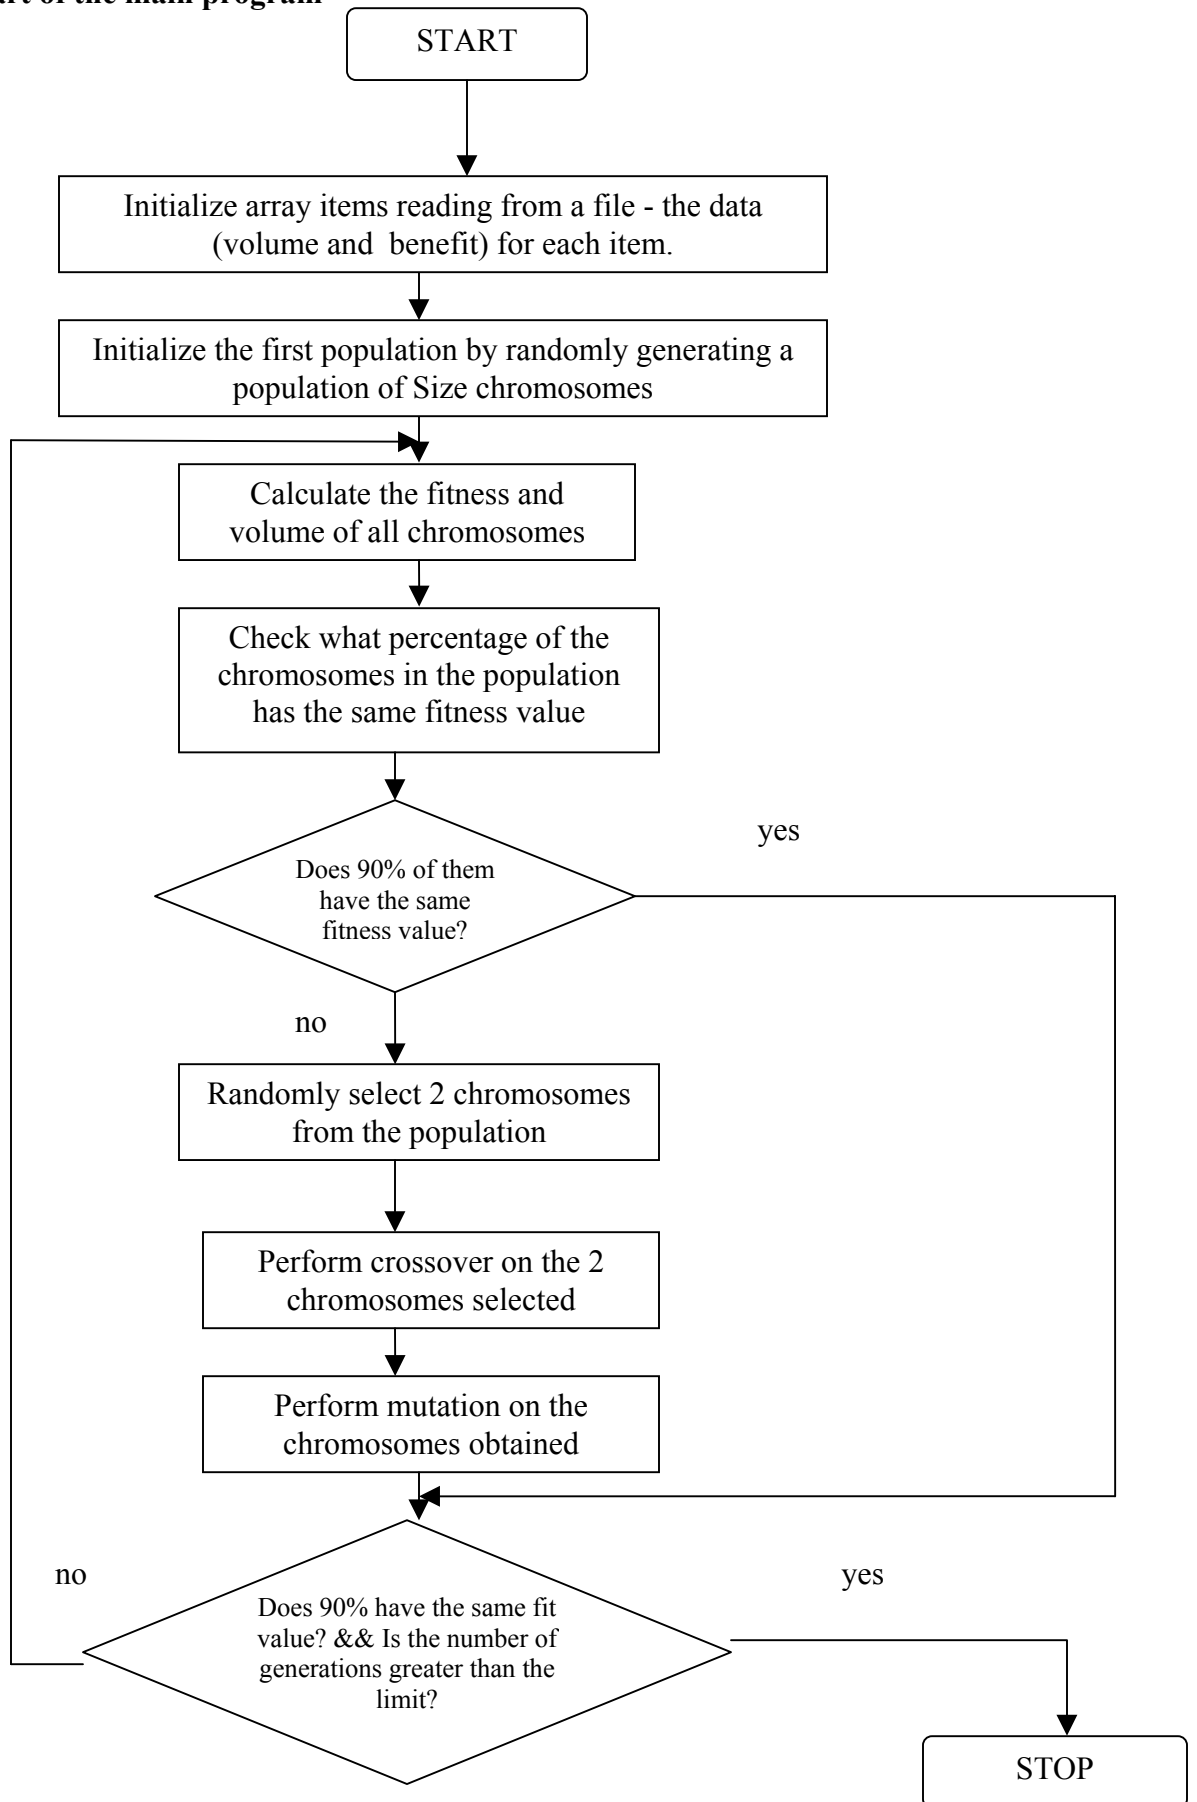 of the main program
START
Initialize array items reading from a file - the data
(volume and benefit) for each item.
Initialize the first population by randomly generating a
population of Size chromosomes
Calculate the fitness and
volume of all chromosomes
Check what percentage of the
chromosomes in the population
has the same fitness value
yes
Does 90% of them
have the same
fitness value?
no
Randomly select 2 chromosomes
from the population
Perform crossover on the 2
chromosomes selected
Perform mutation on the
chromosomes obtained
no
yes
Does 90% have the same fit
value? && Is the number of
generations greater than the
limit?
STOP